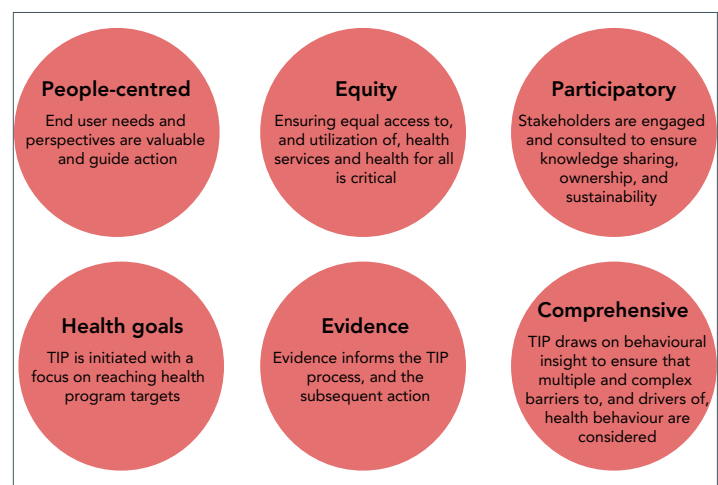 People-centred
End user needs and
perspectives are valuable
and guide action
Equity
Ensuring equal access to,
and utilization of, health
services and health for all
is critical
Participatory
Stakeholders are engaged
and consulted to ensure
knowledge sharing,
ownership, and
sustainability
Health goals
TIP is initiated with a
focus on reaching health
program targets
Evidence
Evidence informs the TIP
process, and the
subsequent action
Comprehensive
TIP draws on behavioural
insight to ensure that
multiple and complex
barriers to, and drivers of,
health behaviour are
considered